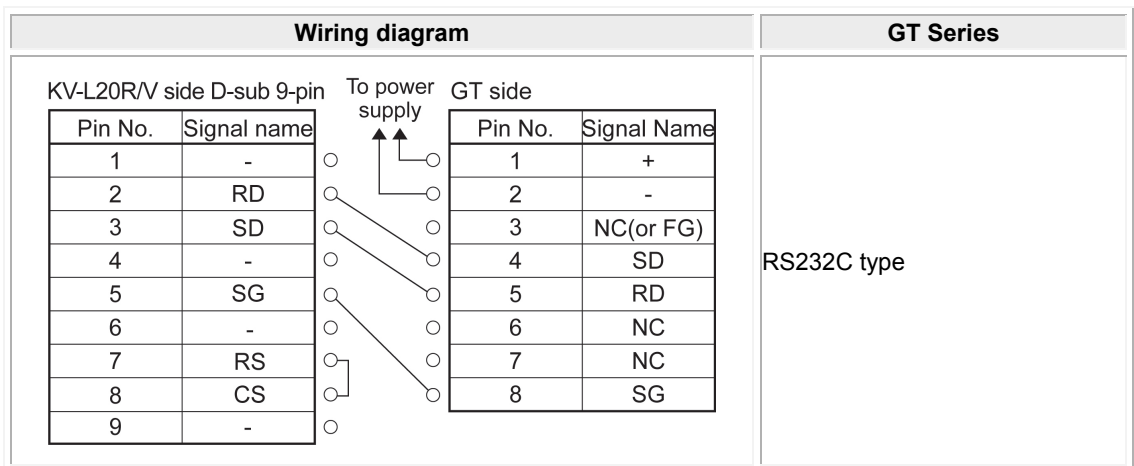 Wiring diagram GT Series
KV-L20R/V side D-sub 9-pin To power supply GT side
Pin No. Signal name Pin No. Signal Name
1 - 1 +
2 RD 2 -
3 SD 3 NC(or FG)
4 - 4 SD
5 SG 5 RD
6 - 6 NC
7 RS 7 NC
8 CS 8 SG
9 -
RS232C type